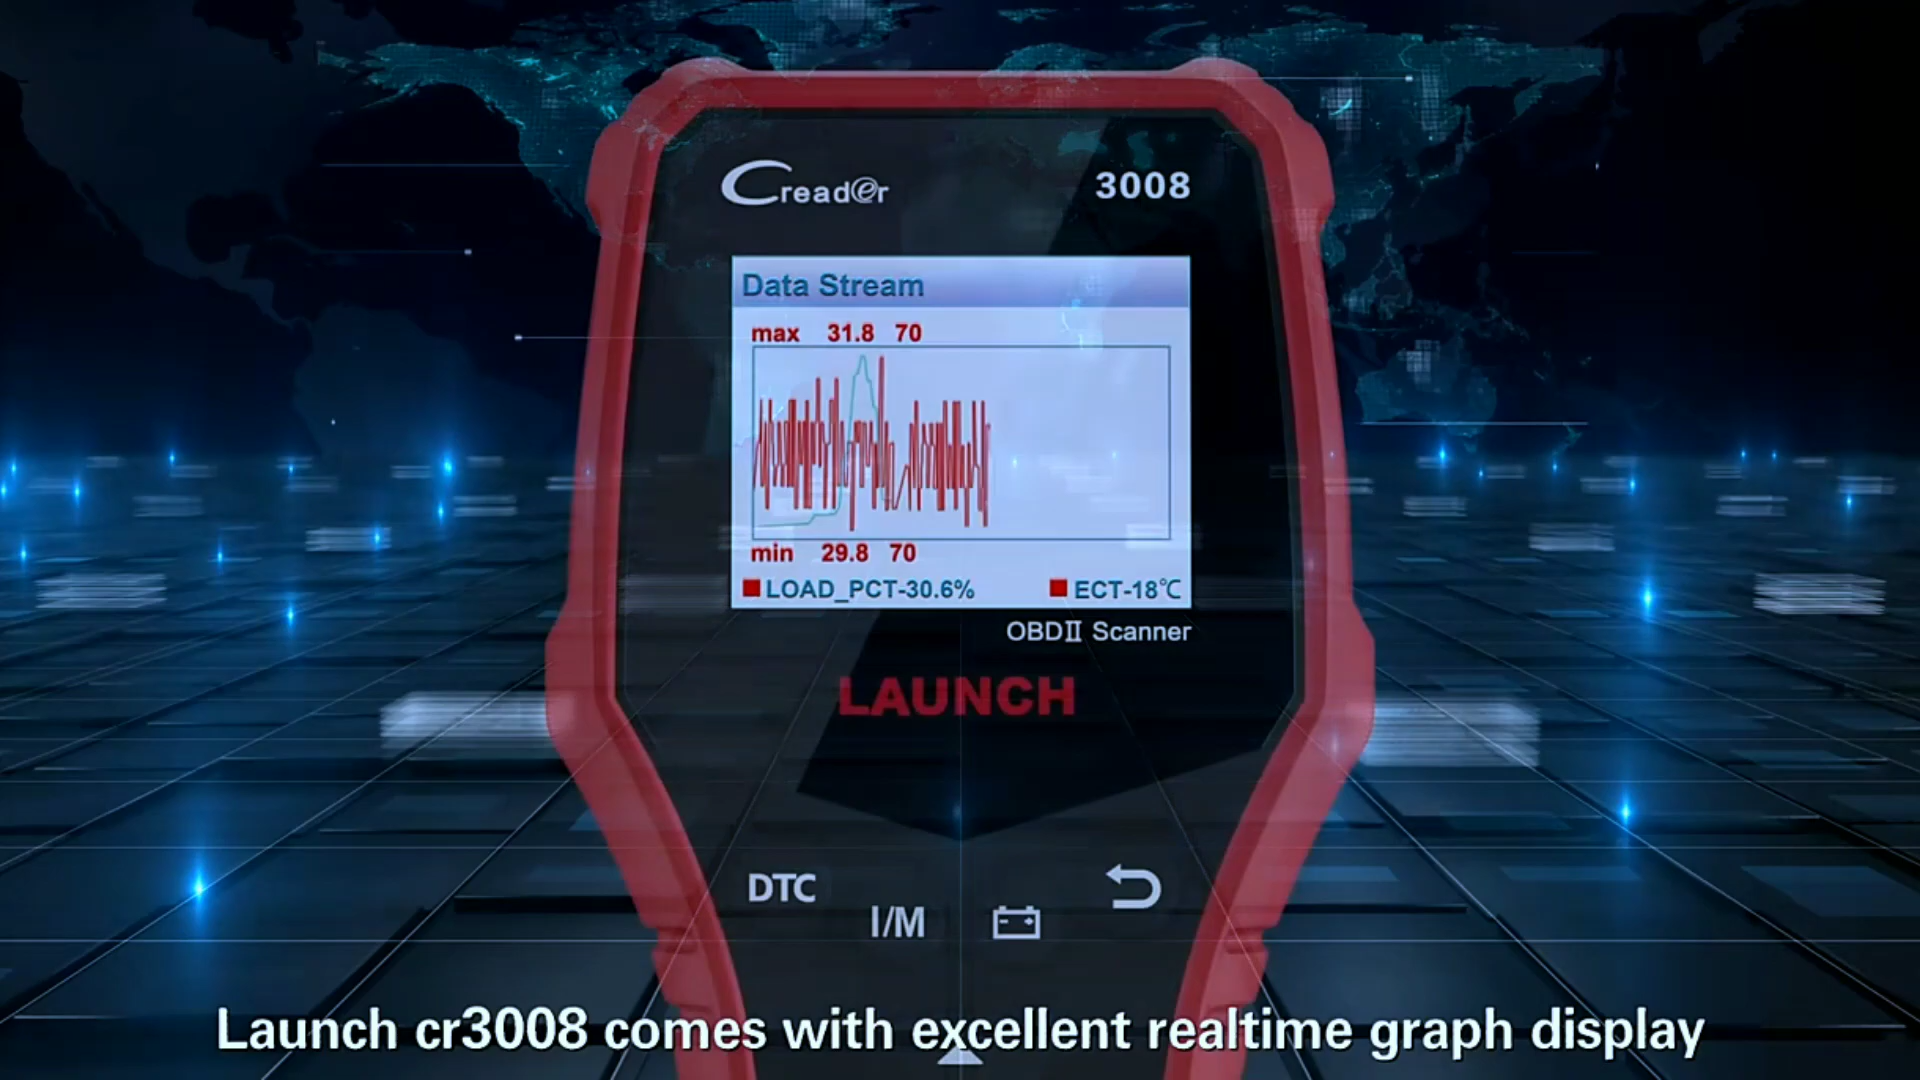 Creader 3008
Data Stream
max 31.8 70
min 29.8 70
LOAD_PCT-30.6% ECT-18℃
OBDⅡ Scanner
LAUNCH
DTC
I/M
Launch cr3008 comes with excellent realtime graph display